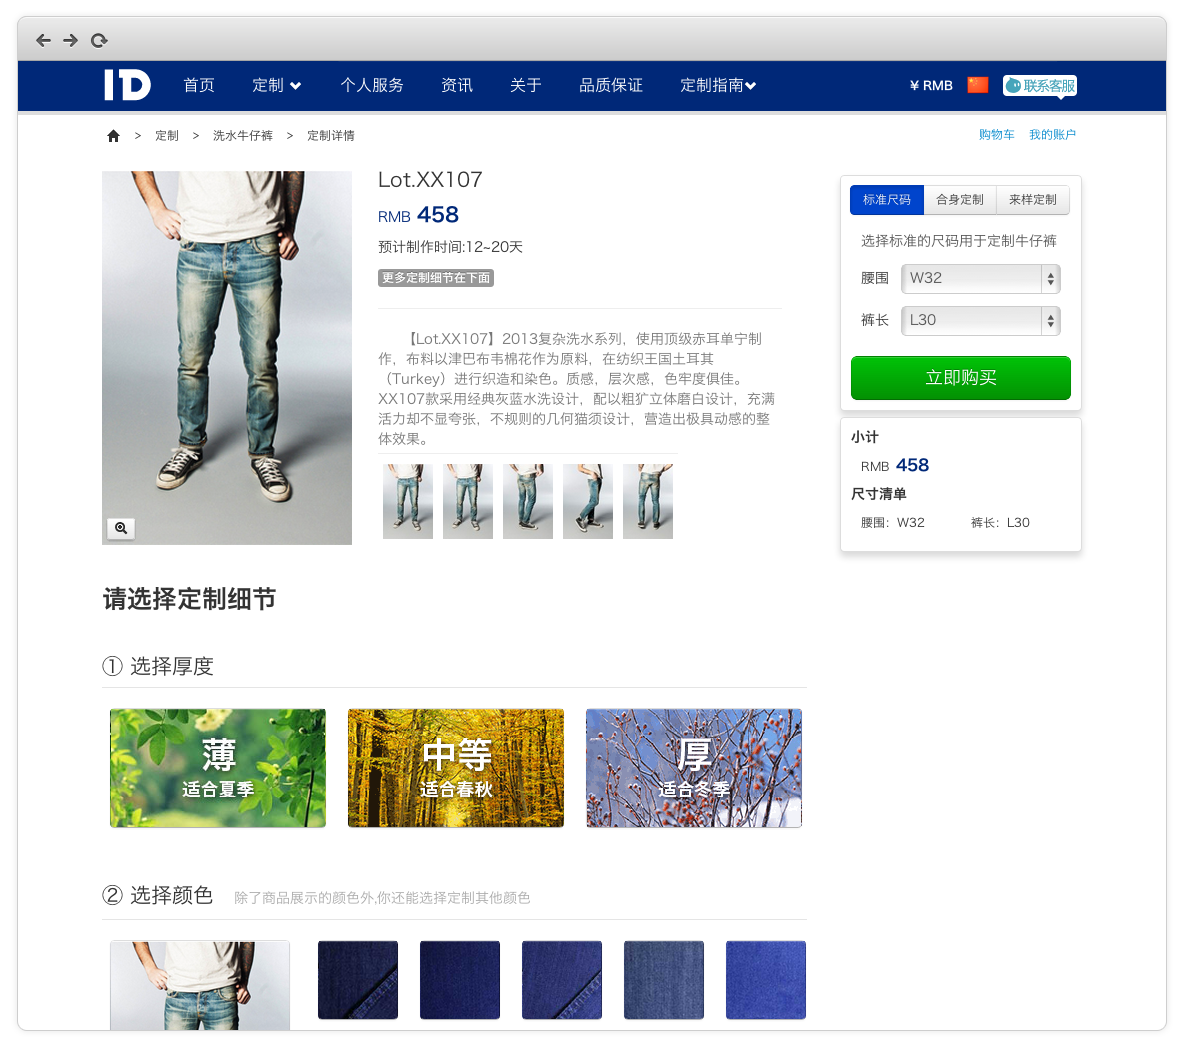 ID 首页 定制 个人服务 资讯 关于 品质保证 定制指南 ¥ RMB 联系客服
> 定制 > 洗水牛仔裤 > 定制详情
购物车 我的账户
Lot.XX107
RMB 458
预计制作时间:12~20天
更多定制细节在下面
【Lot.XX107】2013复杂洗水系列，使用顶级赤耳单宁制
作，布料以津巴布韦棉花作为原料，在纺织王国土耳其
（Turkey）进行织造和染色。质感，层次感，色牢度俱佳。
XX107款采用经典灰蓝水洗设计，配以粗犷立体磨白设计，充满
活力却不显夸张，不规则的几何猫须设计，营造出极具动感的整
体效果。
标准尺码 合身定制 来样定制
选择标准的尺码用于定制牛仔裤
腰围 W32
裤长 L30
立即购买
小计
RMB 458
尺寸清单
腰围：W32 裤长：L30
请选择定制细节
① 选择厚度
薄
适合夏季
中等
适合春秋
厚
适合冬季
② 选择颜色 除了商品展示的颜色外,你还能选择定制其他颜色